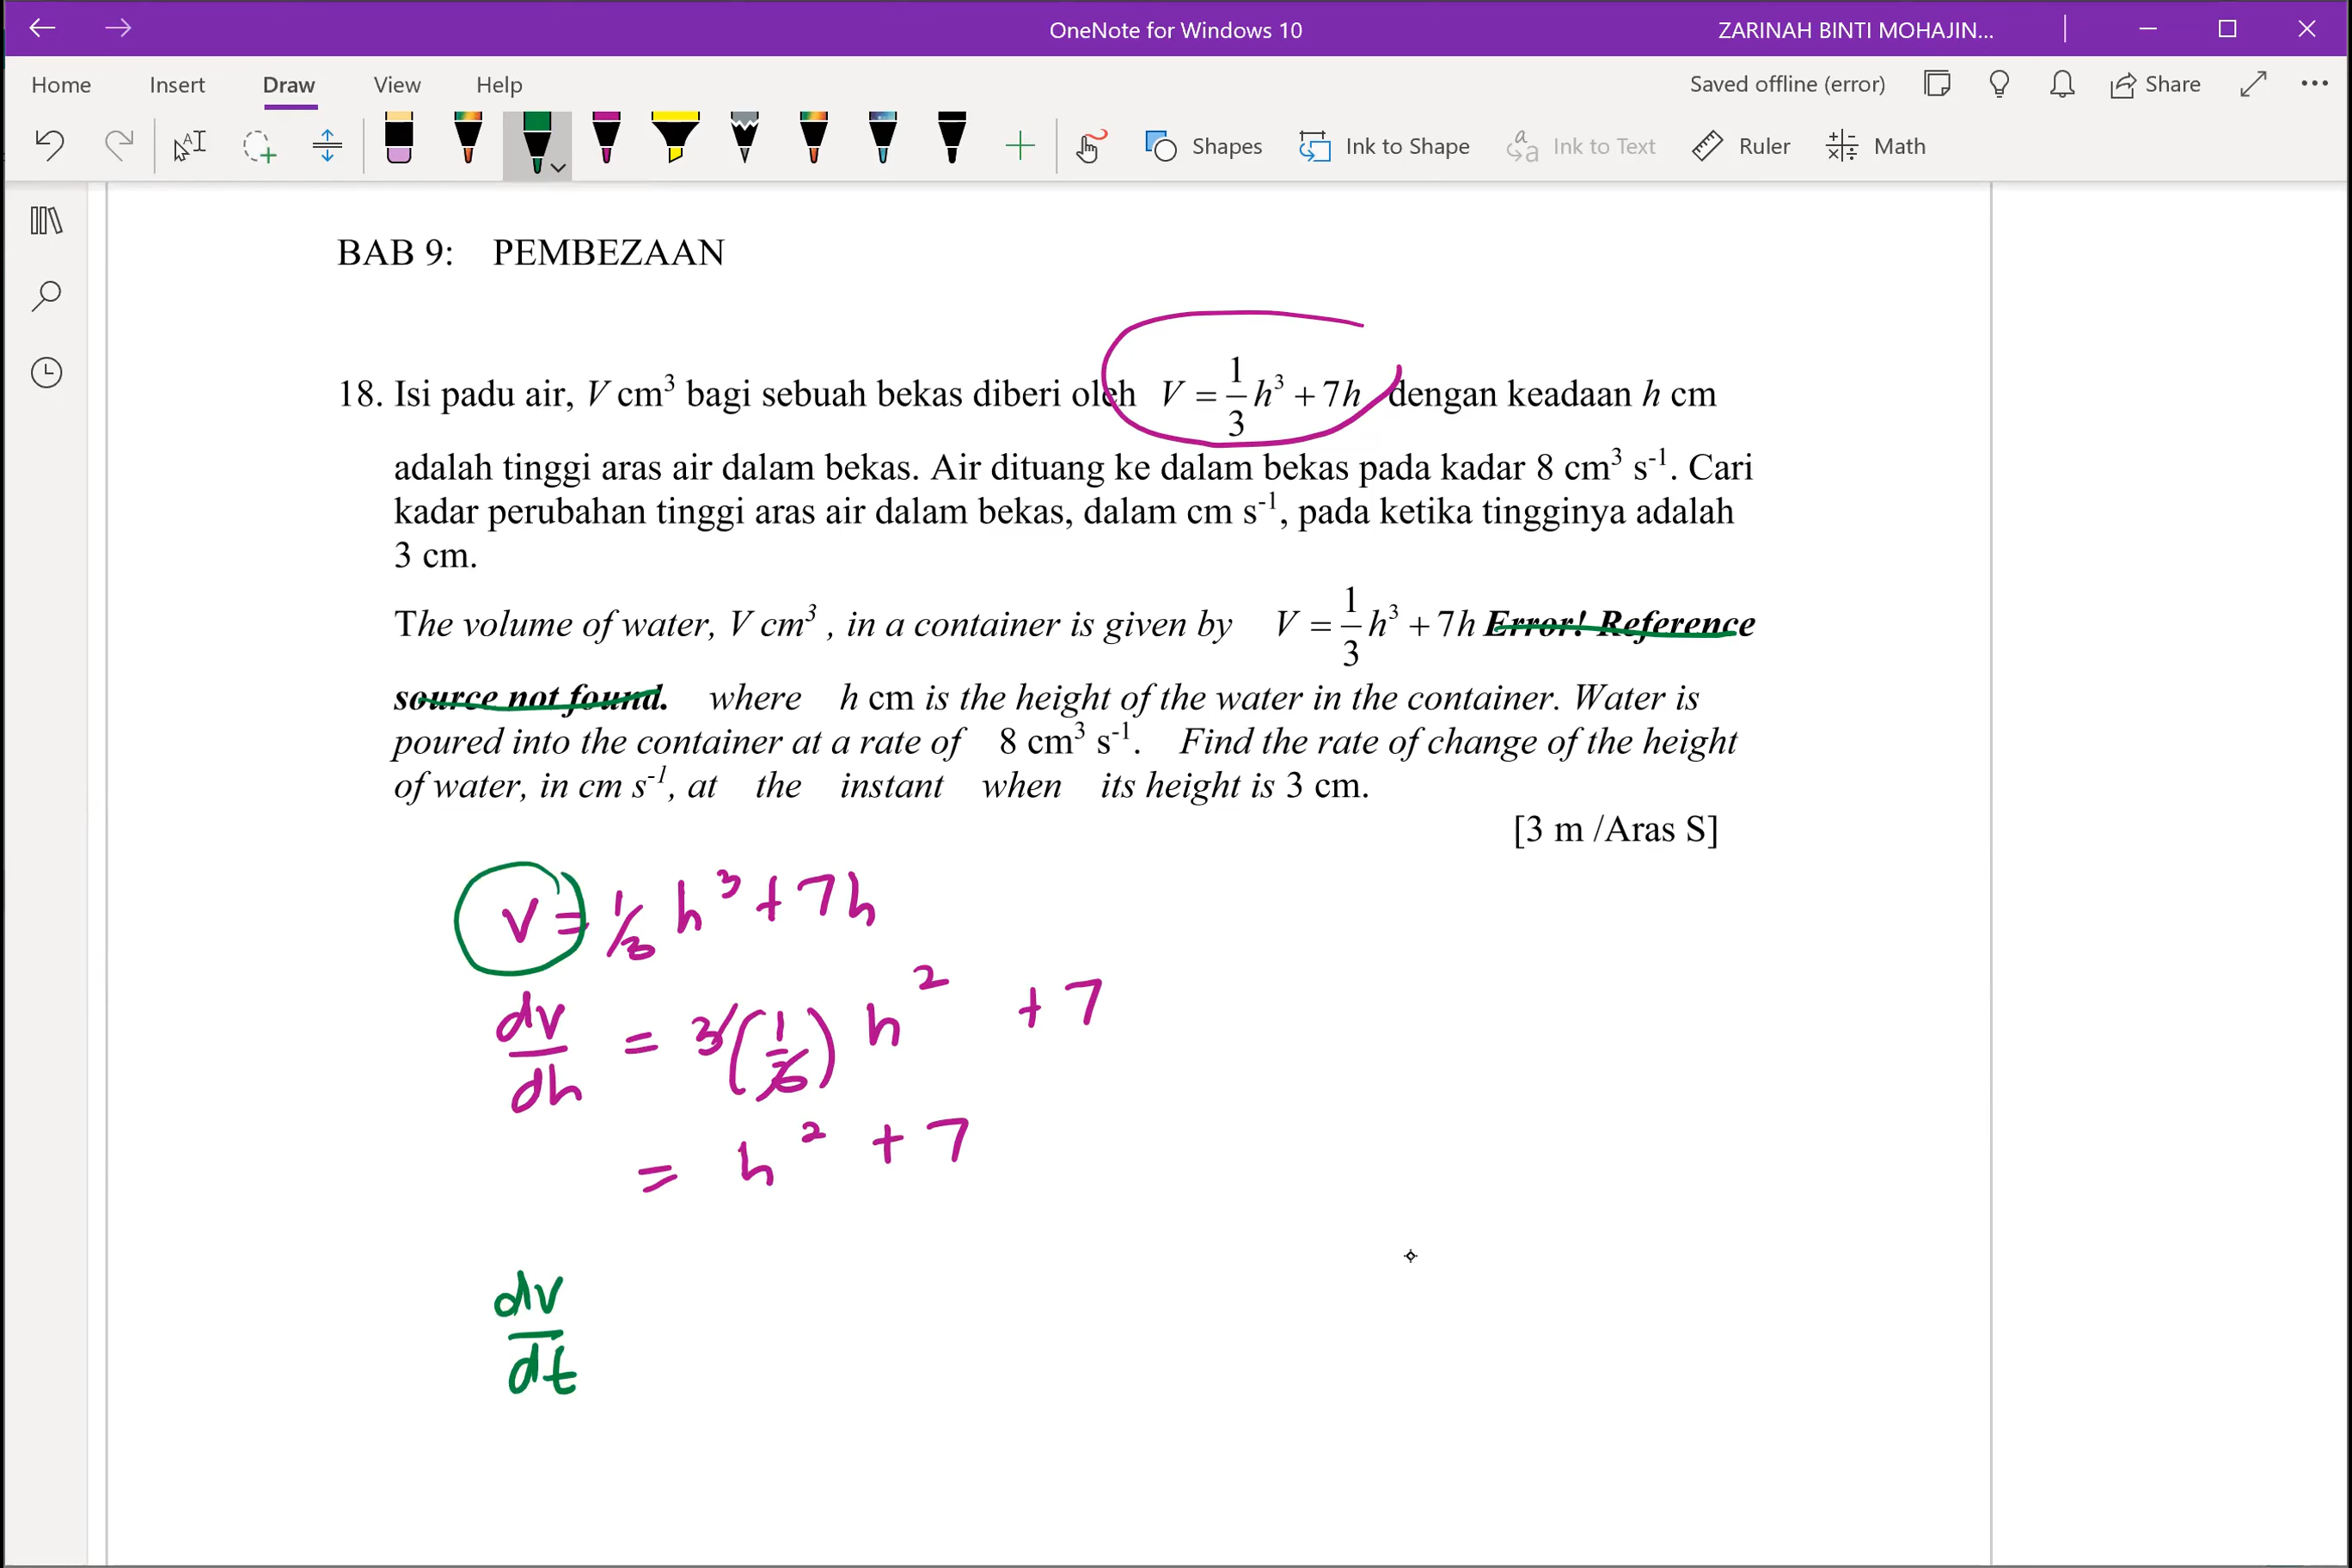 OneNote for Windows 10
ZARINAH BINTI MOHAJIN...
Home Insert Draw View Help
Saved offline (error) Share
Shapes Ink to Shape Ink to Text Ruler Math
BAB 9: PEMBEZAAN
18. Isi padu air, V cm³ bagi sebuah bekas diberi oleh V = 1/3 h³ + 7h dengan keadaan h cm
adalah tinggi aras air dalam bekas. Air dituang ke dalam bekas pada kadar 8 cm³ s⁻¹. Cari
kadar perubahan tinggi aras air dalam bekas, dalam cm s⁻¹, pada ketika tingginya adalah
3 cm.
The volume of water, V cm³ , in a container is given by V = 1/3 h³ + 7h Error! Reference
source not found. where h cm is the height of the water in the container. Water is
poured into the container at a rate of 8 cm³ s⁻¹. Find the rate of change of the height
of water, in cm s⁻¹, at the instant when its height is 3 cm.
[3 m /Aras S]
v = 1/3 h³ + 7h
dv/dh = 3(1/3) h² + 7
= h² + 7
dv/dt